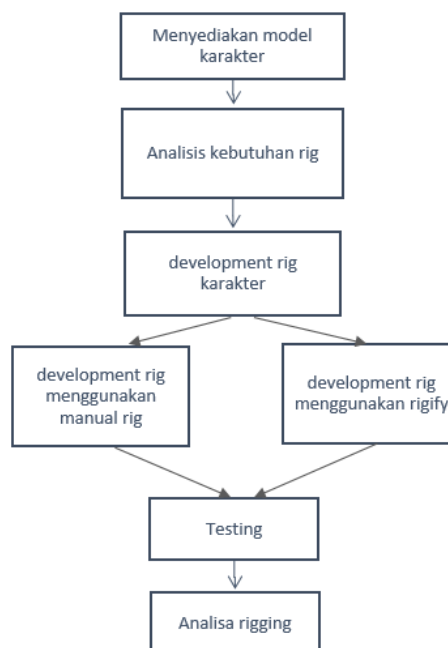 Menyediakan model
karakter
Analisis kebutuhan rig
development rig
karakter
development rig
menggunakan
manual rig
development rig
menggunakan rigify
Testing
Analisa rigging